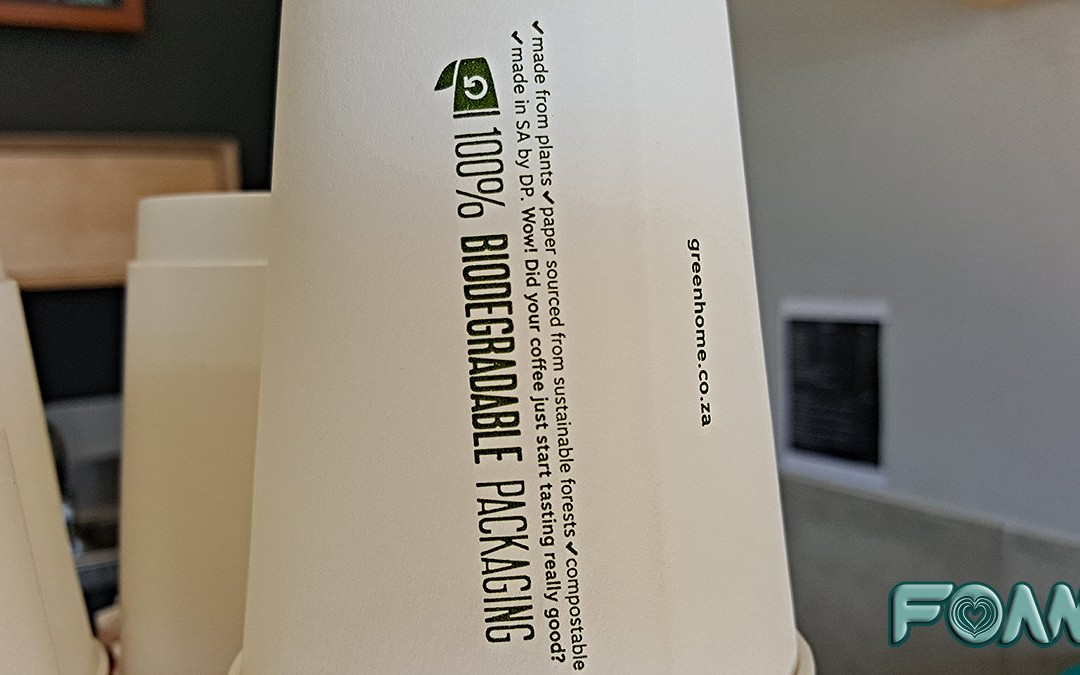 greenhome.co.za
✓made from plants ✓paper sourced from sustainable forests ✓compostable
✓made in SA by DP. Wow! Did your coffee just start tasting really good?
100% BIODEGRADABLE PACKAGING